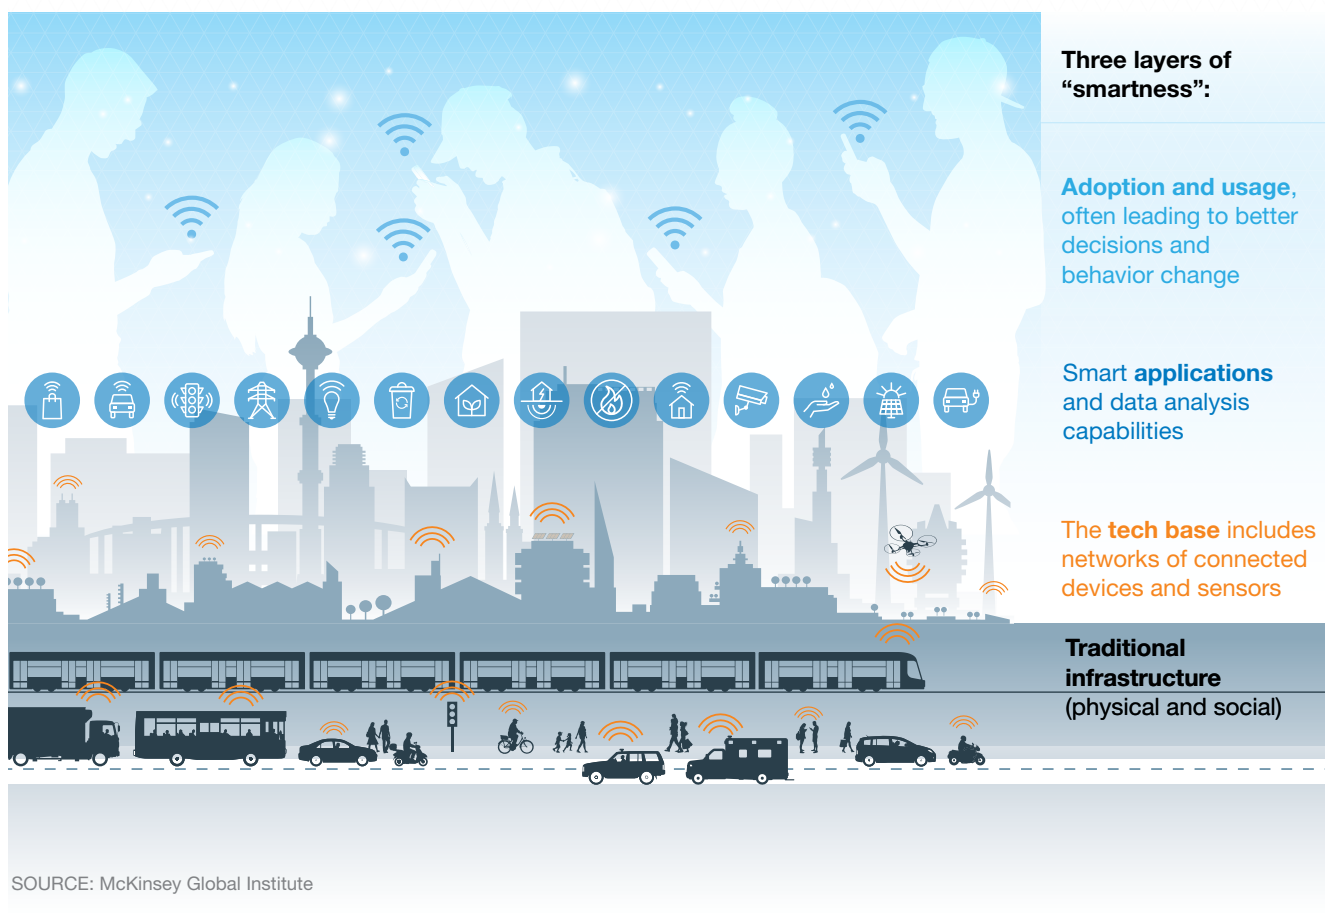 Three layers of
“smartness”:
Adoption and usage,
often leading to better
decisions and
behavior change
Smart applications
and data analysis
capabilities
The tech base includes
networks of connected
devices and sensors
Traditional
infrastructure
(physical and social)
SOURCE: McKinsey Global Institute